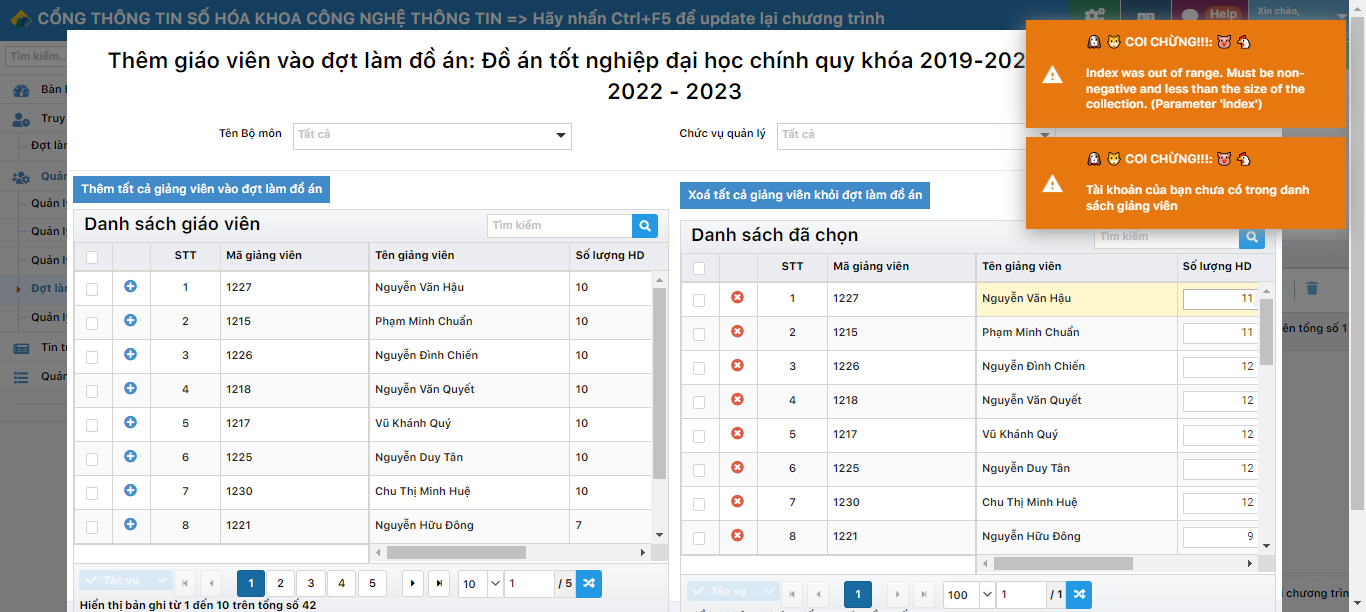 CỔNG THÔNG TIN SỐ HÓA KHOA CÔNG NGHỆ THÔNG TIN => Hãy nhấn Ctrl+F5 để update lại chương trình
Help
Xin chào,
Tìm kiếm..
Bàn
Truy
Đợt làm
Quản
Quản lý
Quản lý
Quản lý
Đợt làm
Quản lý
Tin
Quản
Thêm giáo viên vào đợt làm đồ án: Đồ án tốt nghiệp đại học chính quy khóa 2019-202
2022 - 2023
COI CHỪNG!!!:
Index was out of range. Must be non-
negative and less than the size of the
collection. (Parameter 'index')
COI CHỪNG!!!:
Tài khoản của bạn chưa có trong danh
sách giảng viên
Tên Bộ môn Tất cả
Chức vụ quản lý Tất cả
Thêm tất cả giảng viên vào đợt làm đồ án
Danh sách giáo viên
Tìm kiếm
STT Mã giảng viên Tên giảng viên Số lượng HD
1 1227 Nguyễn Văn Hậu 10
2 1215 Phạm Minh Chuẩn 10
3 1226 Nguyễn Đình Chiến 10
4 1218 Nguyễn Văn Quyết 10
5 1217 Vũ Khánh Quý 10
6 1225 Nguyễn Duy Tân 10
7 1230 Chu Thị Minh Huệ 10
8 1221 Nguyễn Hữu Đông 7
Tác vụ 1 2 3 4 5 10 1 / 5
Hiển thị bản ghi từ 1 đến 10 trên tổng số 42
Xoá tất cả giảng viên khỏi đợt làm đồ án
Danh sách đã chọn
Tìm kiếm
STT Mã giảng viên Tên giảng viên Số lượng HD
1 1227 Nguyễn Văn Hậu 11
2 1215 Phạm Minh Chuẩn 11
3 1226 Nguyễn Đình Chiến 12
4 1218 Nguyễn Văn Quyết 12
5 1217 Vũ Khánh Quý 12
6 1225 Nguyễn Duy Tân 12
7 1230 Chu Thị Minh Huệ 12
8 1221 Nguyễn Hữu Đông 9
Tác vụ 1 100 1 / 1
ên tổng số 1
chương trìn